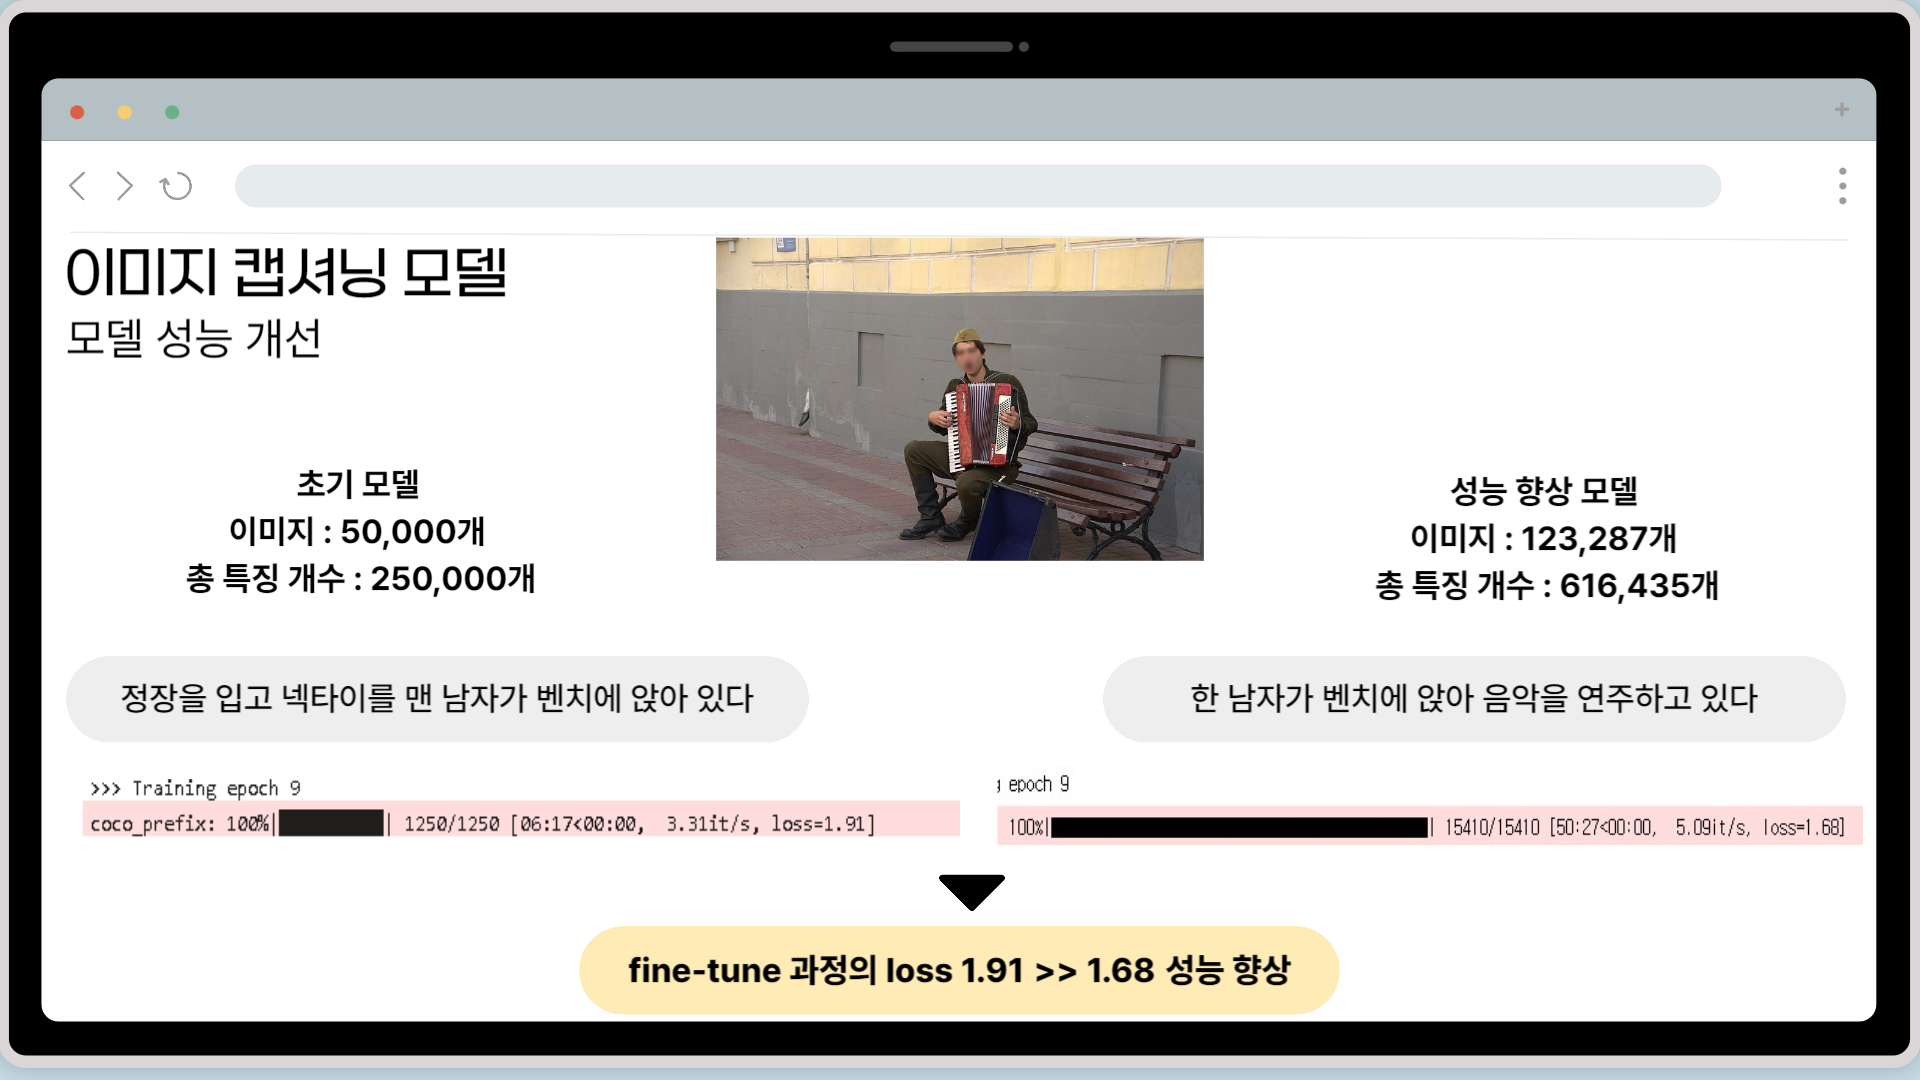 이미지 캡셔닝 모델
모델 성능 개선
초기 모델
이미지 : 50,000개
총 특징 개수 : 250,000개
성능 향상 모델
이미지 : 123,287개
총 특징 개수 : 616,435개
정장을 입고 넥타이를 맨 남자가 벤치에 앉아 있다
한 남자가 벤치에 앉아 음악을 연주하고 있다
>>> Training epoch 9
coco_prefix: 100%| | 1250/1250 [06:17<00:00, 3.31it/s, loss=1.91]
epoch 9
100%| | 15410/15410 [50:27<00:00, 5.09it/s, loss=1.68]
fine-tune 과정의 loss 1.91 >> 1.68 성능 향상